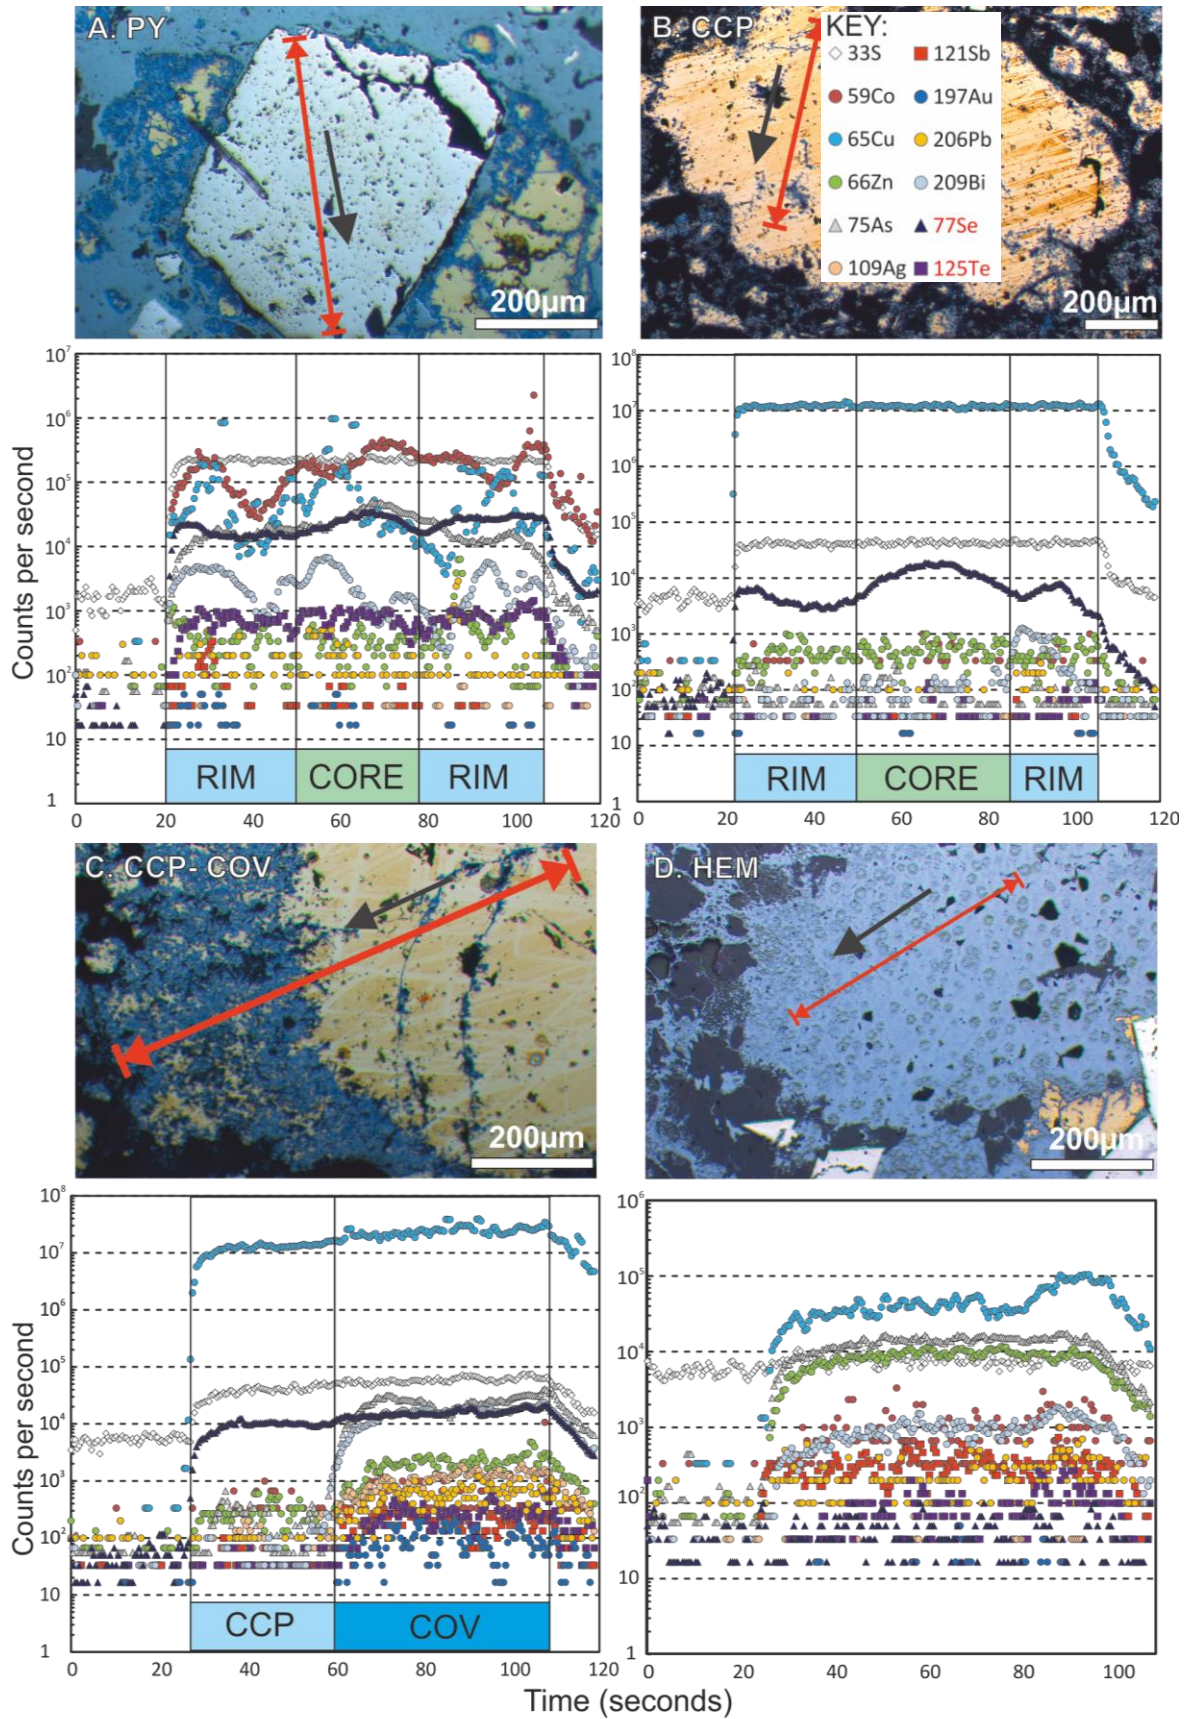 A. PY
200µm
B. CCP
KEY:
33S 121Sb
59Co 197Au
65Cu 206Pb
66Zn 209Bi
75As 77Se
109Ag 125Te
200µm
Counts per second
10⁷
10⁶
10⁵
10⁴
10³
10²
10
1
RIM CORE RIM
0 20 40 60 80 100 120
10⁸
10⁷
10⁶
10⁵
10⁴
10³
10²
10
1
RIM CORE RIM
0 20 40 60 80 100 120
C. CCP- COV
200µm
D. HEM
200µm
Counts per second
10⁸
10⁷
10⁶
10⁵
10⁴
10³
10²
10
1
CCP COV
0 20 40 60 80 100 120
10⁶
10⁵
10⁴
10³
10²
10
1
0 20 40 60 80 100
Time (seconds)